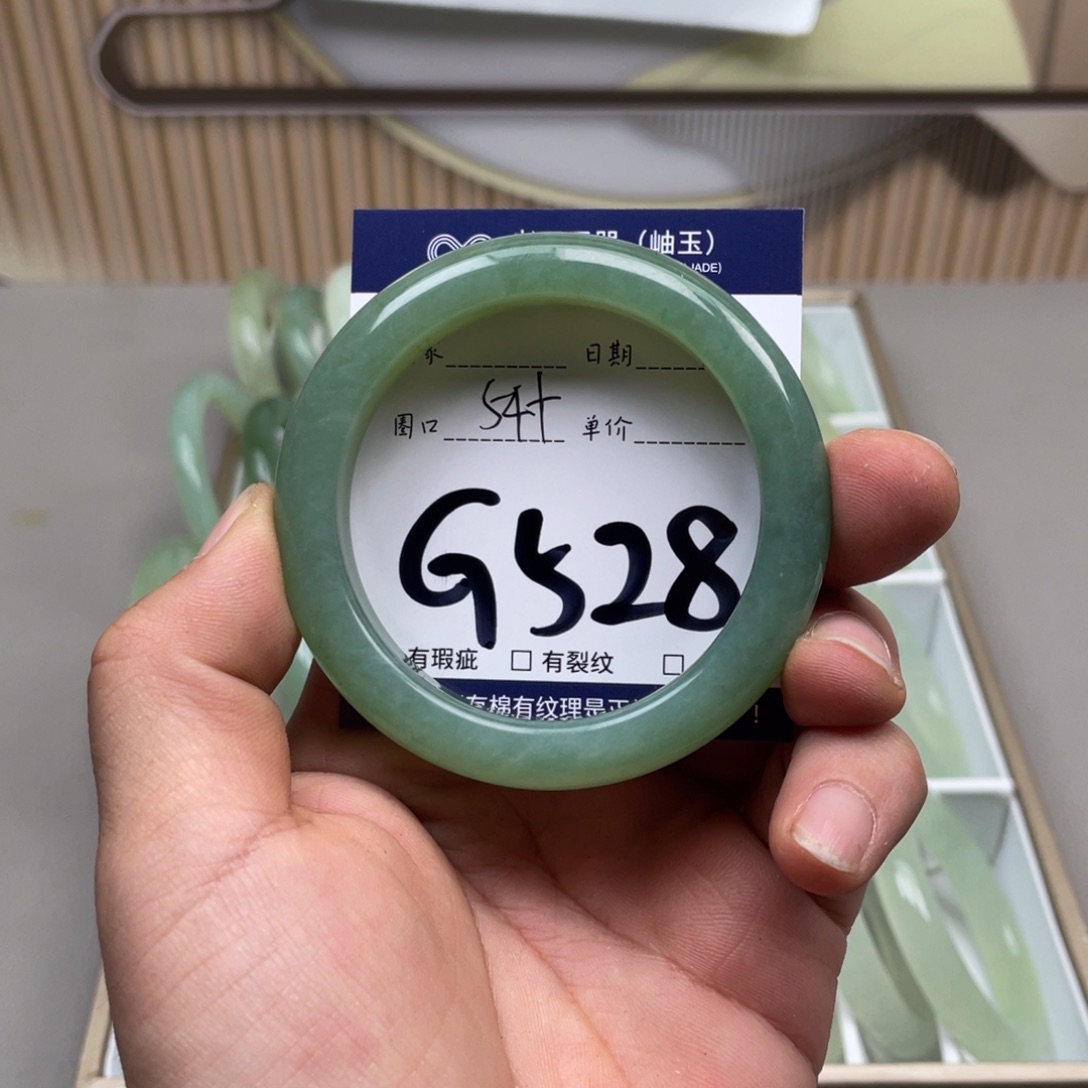 （岫玉）
JADE)
日期
圈口 54+ 单价
G528
有瑕疵 □ 有裂纹 □
棉有纹理是正
！